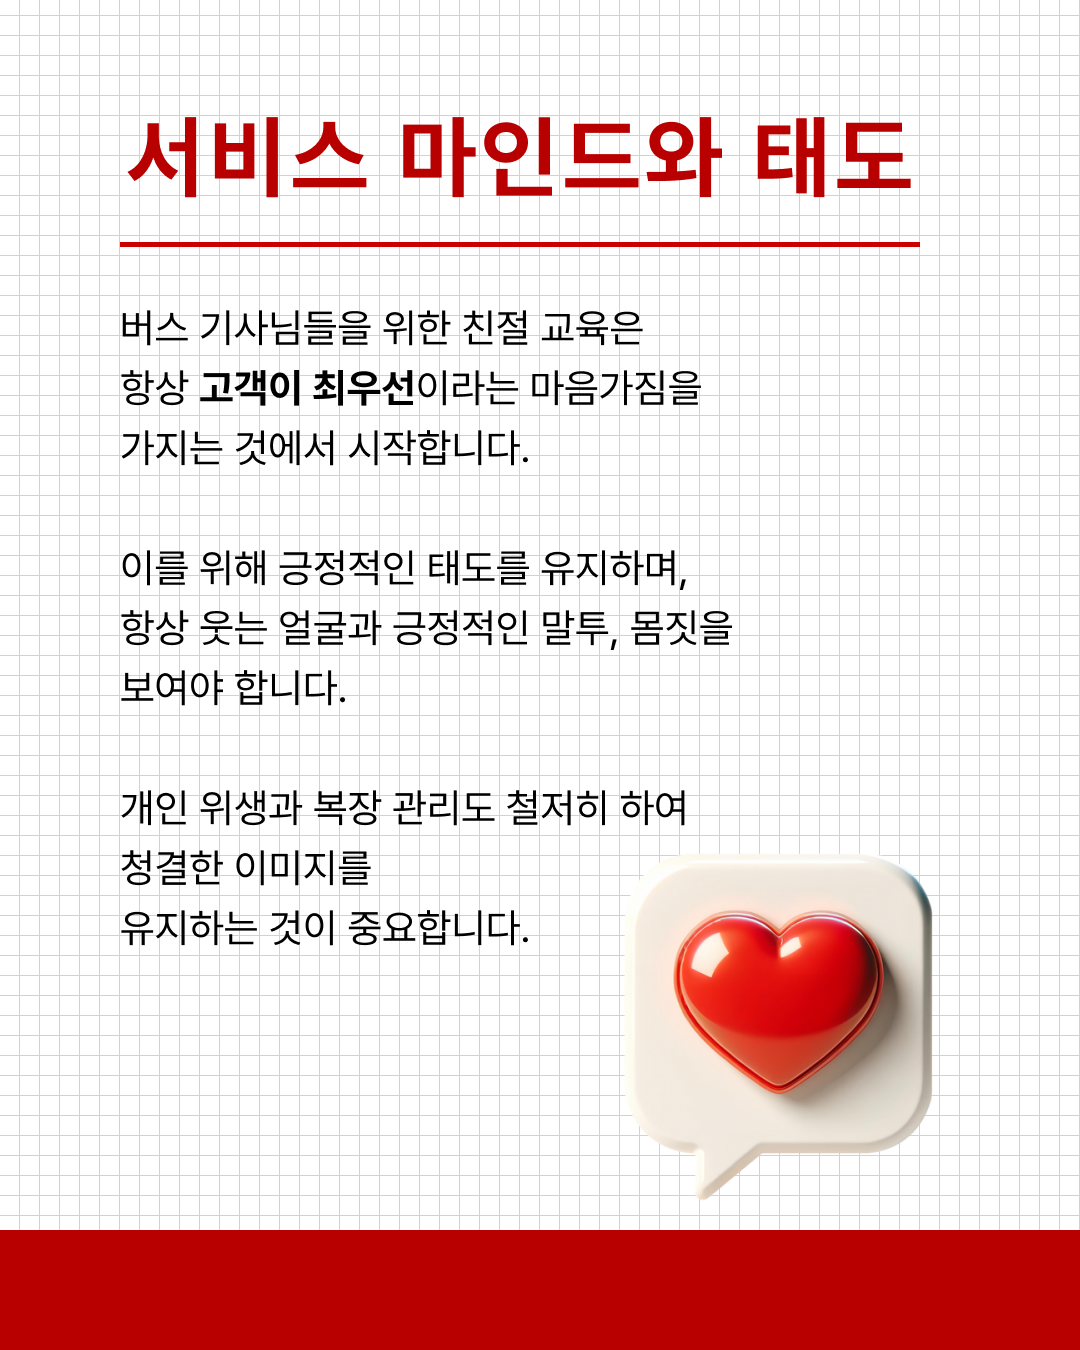 서비스 마인드와 태도
버스 기사님들을 위한 친절 교육은
항상 고객이 최우선이라는 마음가짐을
가지는 것에서 시작합니다.
이를 위해 긍정적인 태도를 유지하며,
항상 웃는 얼굴과 긍정적인 말투, 몸짓을
보여야 합니다.
개인 위생과 복장 관리도 철저히 하여
청결한 이미지를
유지하는 것이 중요합니다.